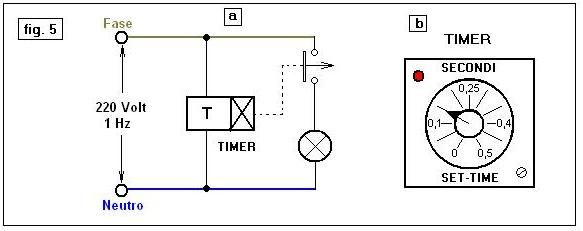 fig. 5
Fase
a
b
TIMER
220 Volt
1 Hz
T
TIMER
Neutro
SECONDI
0,25
0,1
0,4
0
0,5
SET-TIME